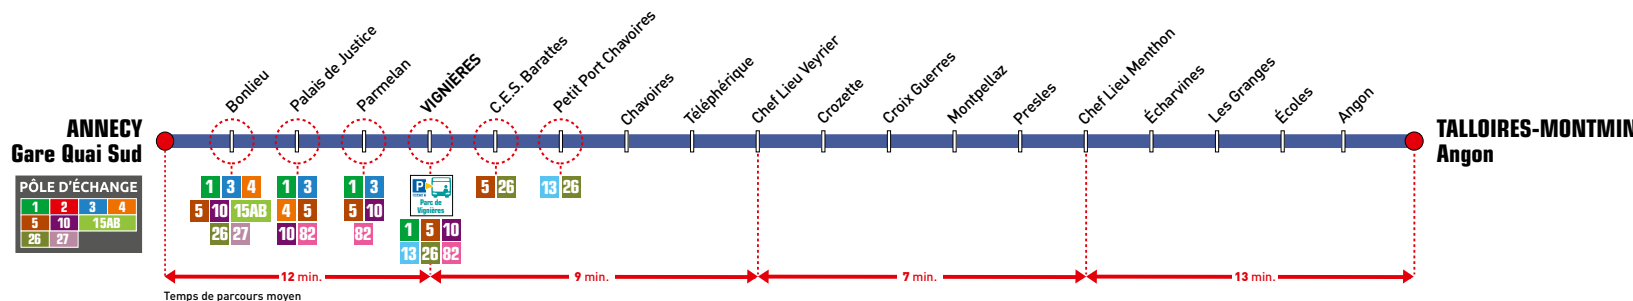 Bonlieu
Palais de Justice
Parmelan
VIGNIÈRES
C.E.S. Barattes
Petit Port Chavoires
Chavoires
Téléphérique
Chef Lieu Veyrier
Crozette
Croix Guerres
Montpellaz
Presles
Chef Lieu Menthon
Écharvines
Les Granges
Écoles
Angon
ANNECY
Gare Quai Sud
TALLOIRES-MONTMIN
Angon
PÔLE D'ÉCHANGE
1 2 3 4
5 10 15AB
26 27
1 3 4
5 10 15AB
26 27
1 3
4 5
10 82
1 3
5 10
82
P
Parc de
Vignières
1 5 10
13 26 82
5 26
13 26
12 min.
9 min.
7 min.
13 min.
Temps de parcours moyen